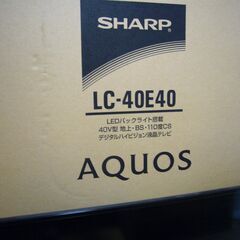 SHARP®
LC-40E40
LEDバックライト搭載
40V型 地上・BS・110度CS
デジタルハイビジョン液晶テレビ
AQUOS